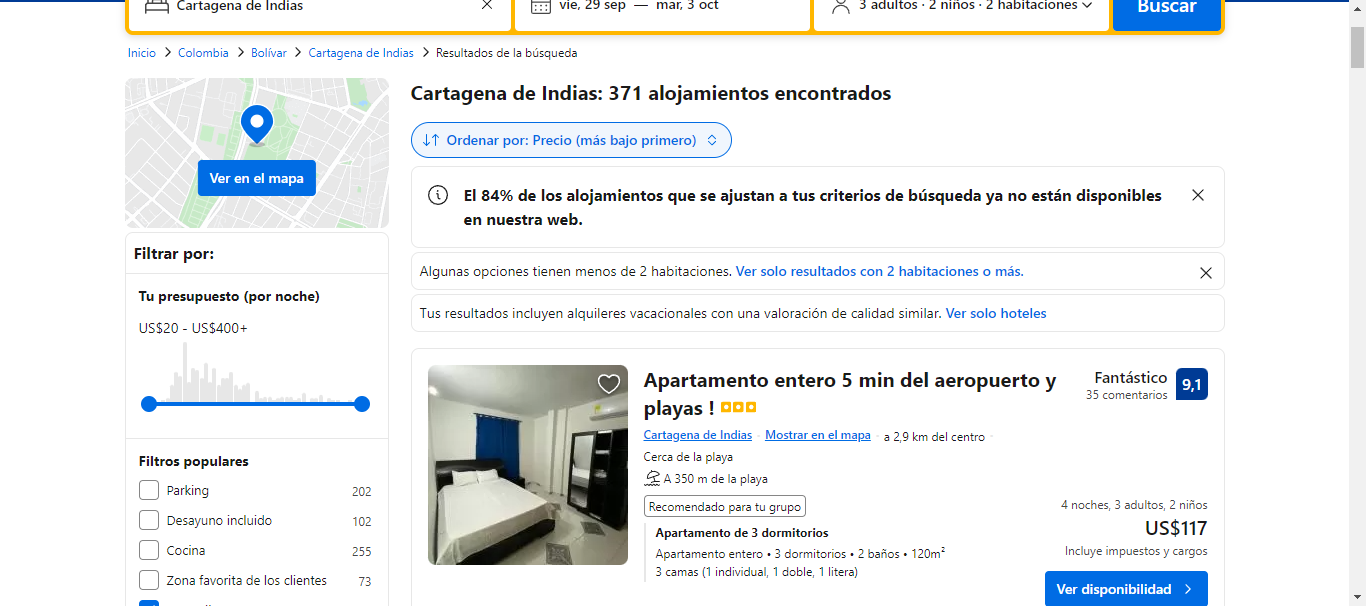 Cartagena de Indias
vie, 29 sep — mar, 3 oct
3 adultos · 2 niños · 2 habitaciones
Buscar
Inicio > Colombia > Bolívar > Cartagena de Indias > Resultados de la búsqueda
Ver en el mapa
Filtrar por:
Tu presupuesto (por noche)
US$20 - US$400+
Filtros populares
Parking 202
Desayuno incluido 102
Cocina 255
Zona favorita de los clientes 73
Cartagena de Indias: 371 alojamientos encontrados
Ordenar por: Precio (más bajo primero)
El 84% de los alojamientos que se ajustan a tus criterios de búsqueda ya no están disponibles
en nuestra web.
Algunas opciones tienen menos de 2 habitaciones. Ver solo resultados con 2 habitaciones o más.
Tus resultados incluyen alquileres vacacionales con una valoración de calidad similar. Ver solo hoteles
Apartamento entero 5 min del aeropuerto y
playas !
Fantástico
35 comentarios
9,1
Cartagena de Indias · Mostrar en el mapa · a 2,9 km del centro ·
Cerca de la playa
A 350 m de la playa
Recomendado para tu grupo
Apartamento de 3 dormitorios
Apartamento entero • 3 dormitorios • 2 baños • 120m²
3 camas (1 individual, 1 doble, 1 litera)
4 noches, 3 adultos, 2 niños
US$117
Incluye impuestos y cargos
Ver disponibilidad >